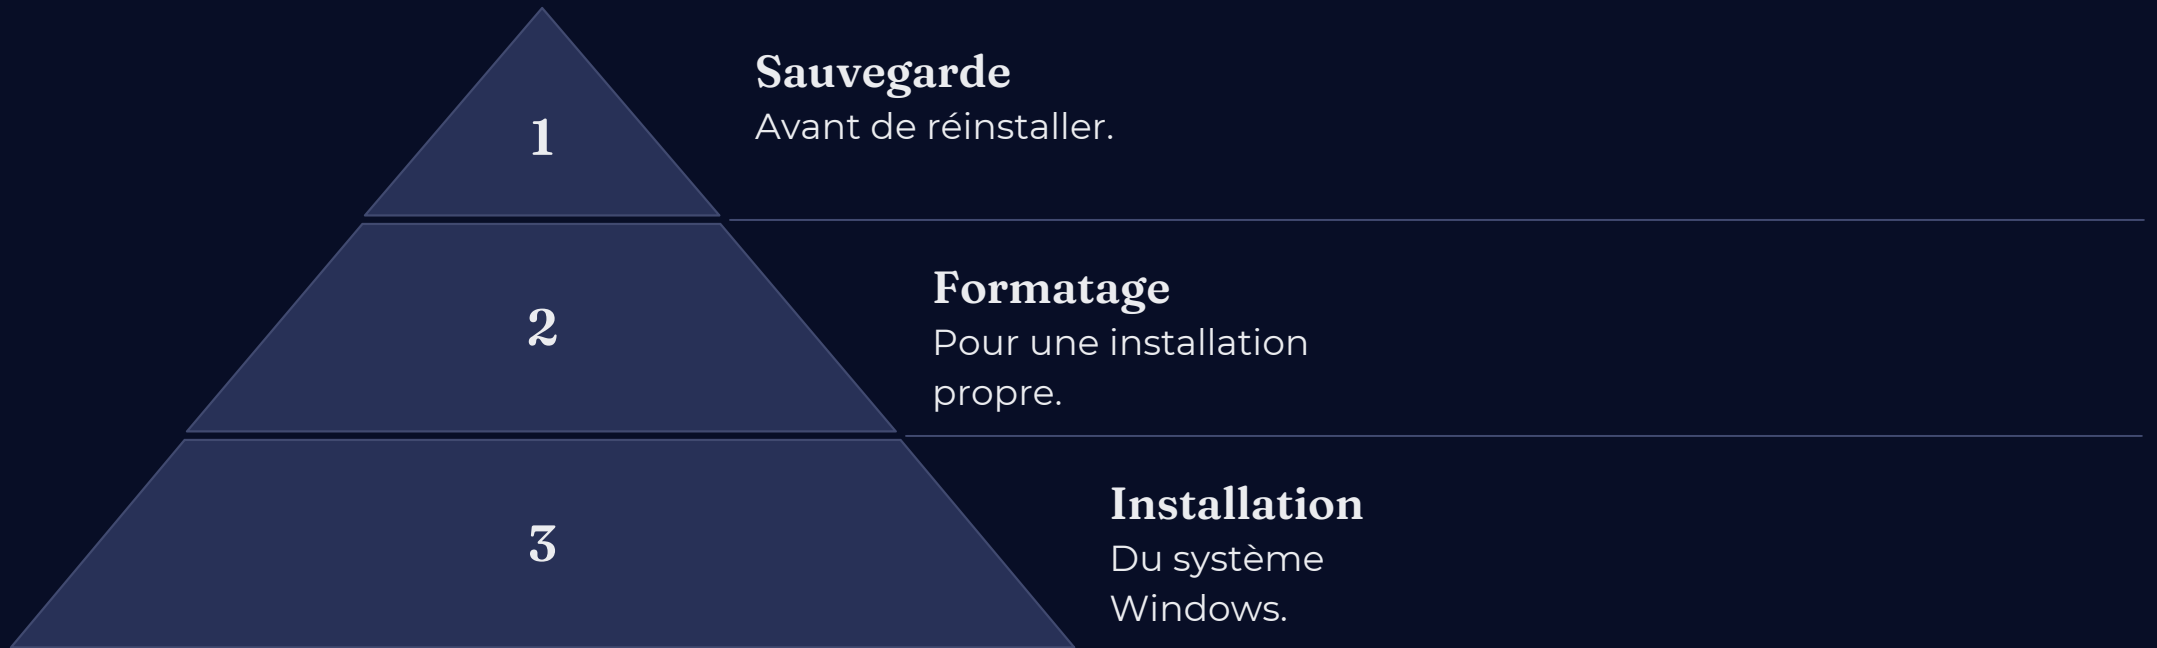 1
Sauvegarde
Avant de réinstaller.
2
Formatage
Pour une installation
propre.
3
Installation
Du système
Windows.